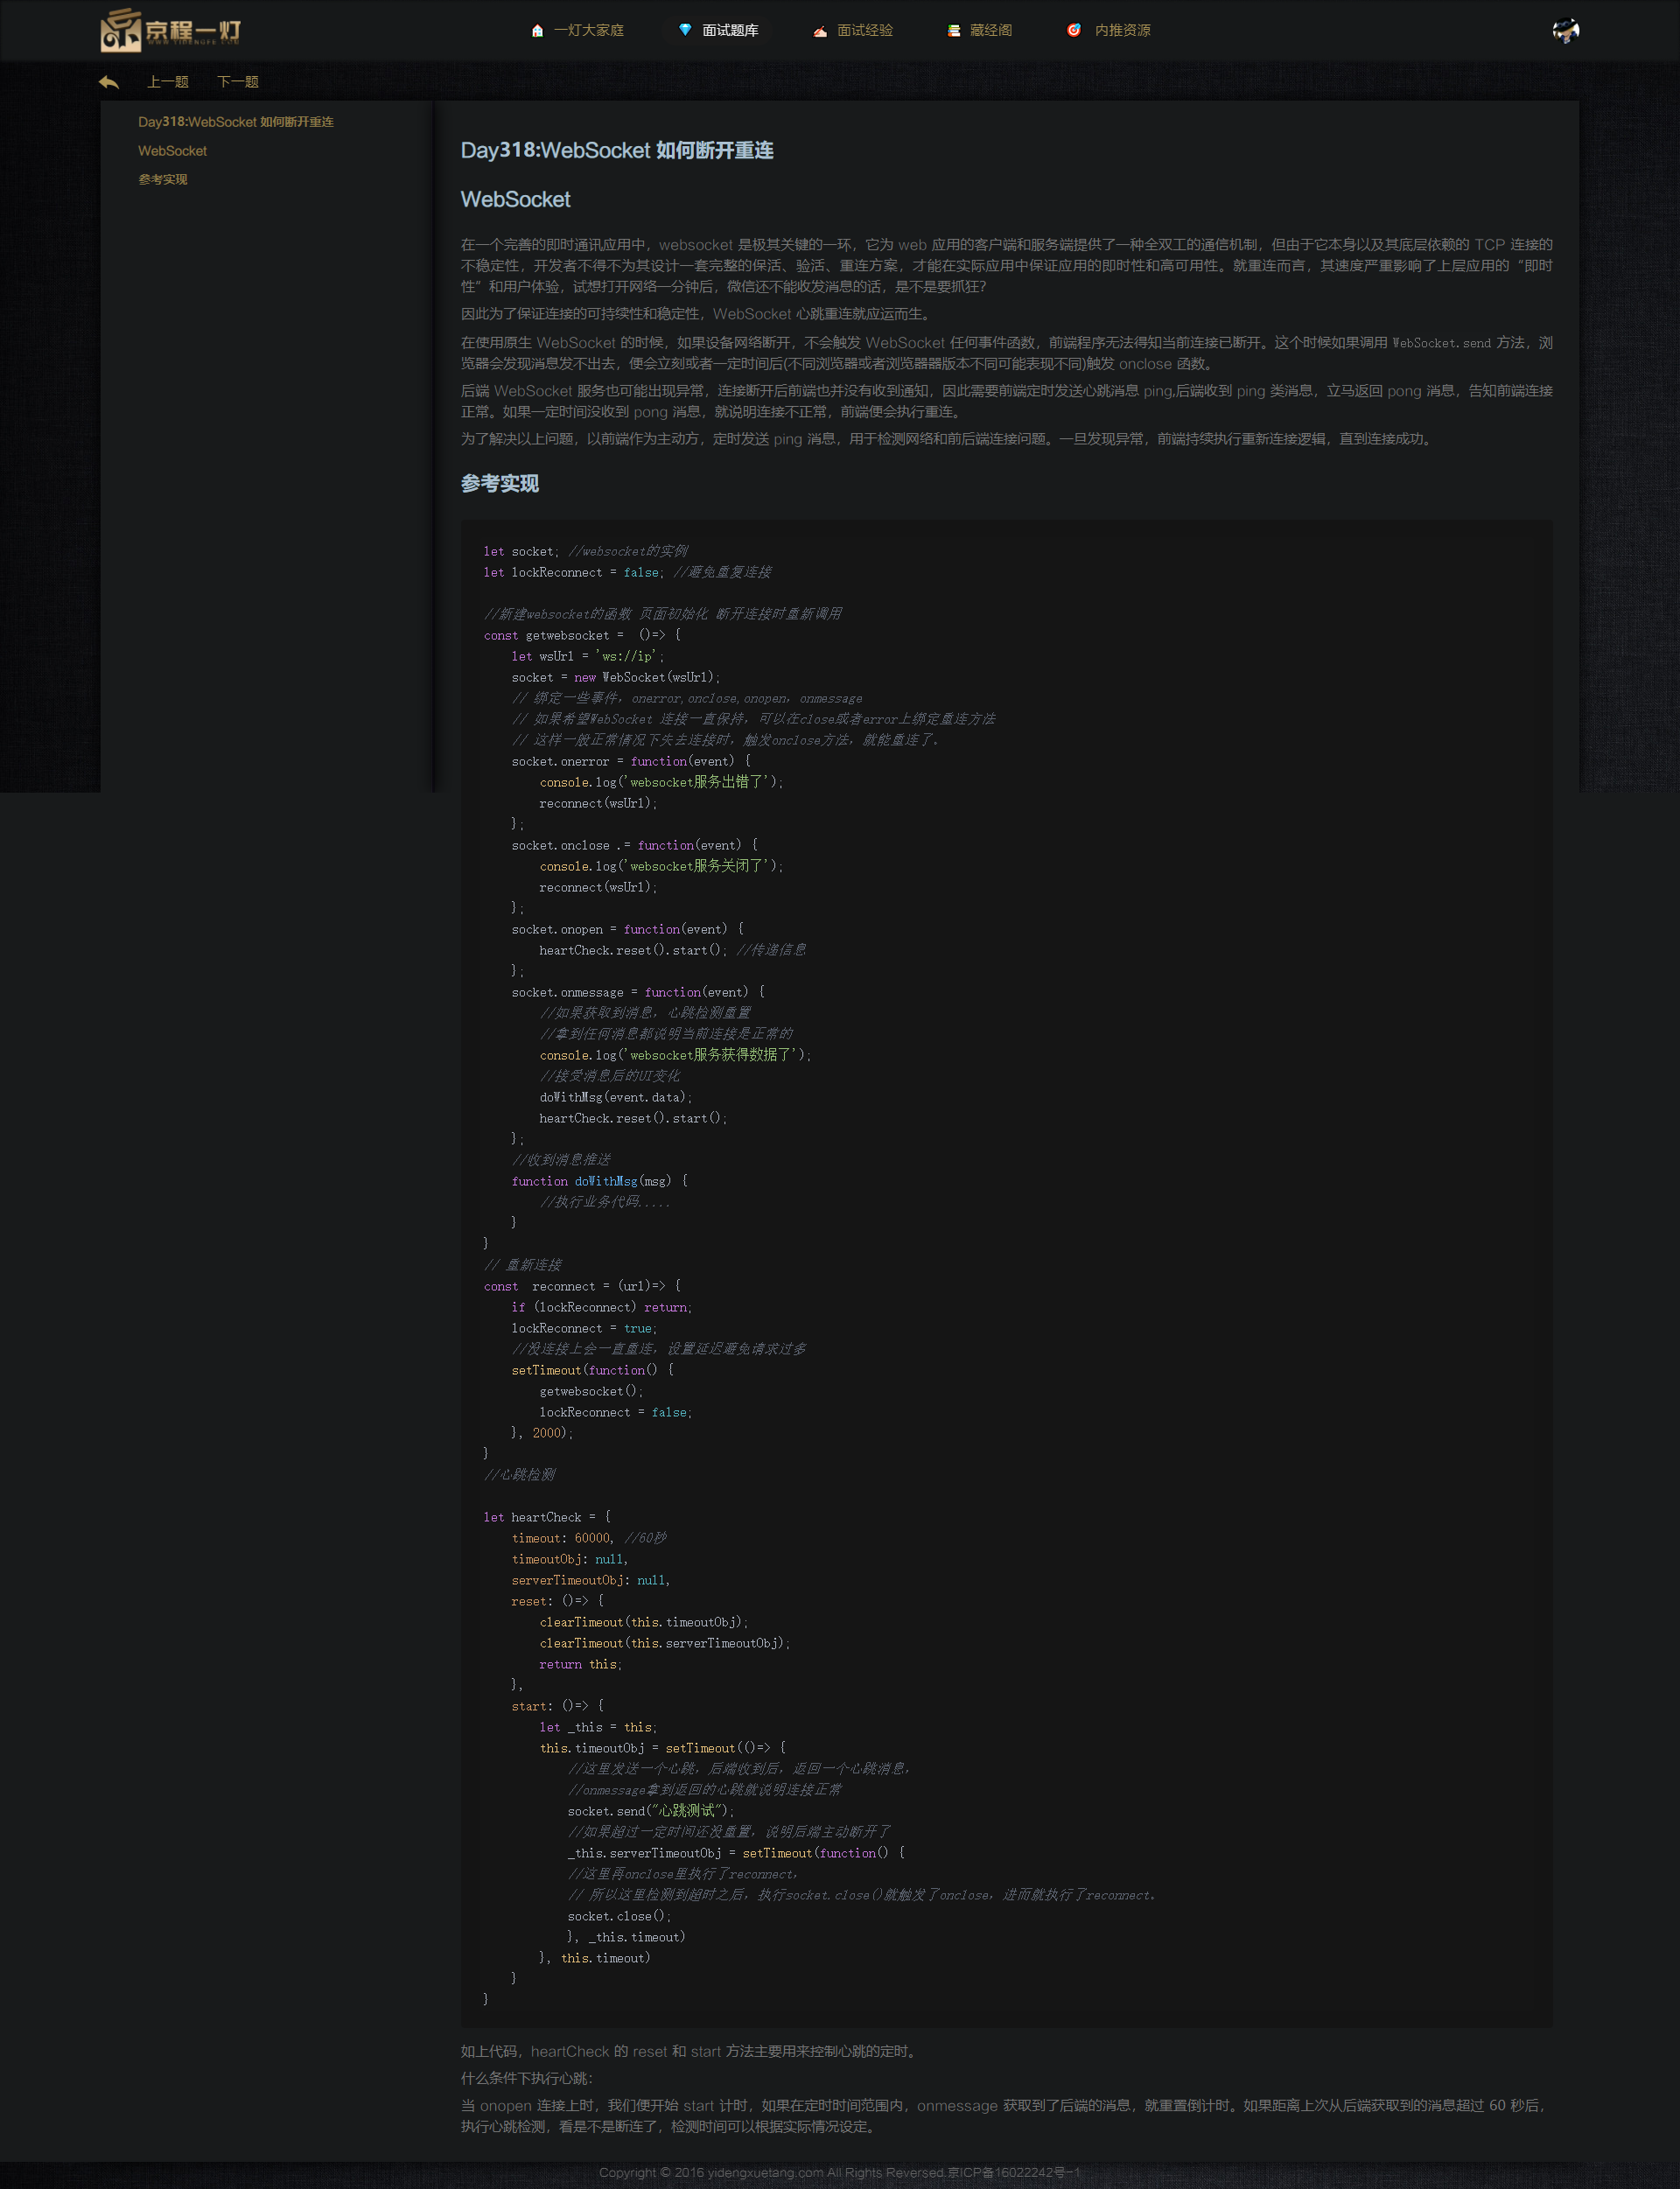 京程一灯
WWW.YIDENGFE.COM
一灯大家庭
面试题库
面试经验
藏经阁
内推资源
上一题
下一题
Day318:WebSocket 如何断开重连
WebSocket
参考实现
Day318:WebSocket 如何断开重连
WebSocket
在一个完善的即时通讯应用中，websocket 是极其关键的一环，它为 web 应用的客户端和服务端提供了一种全双工的通信机制，但由于它本身以及其底层依赖的 TCP 连接的
不稳定性，开发者不得不为其设计一套完整的保活、验活、重连方案，才能在实际应用中保证应用的即时性和高可用性。就重连而言，其速度严重影响了上层应用的“即时
性”和用户体验，试想打开网络一分钟后，微信还不能收发消息的话，是不是要抓狂？
因此为了保证连接的可持续性和稳定性，WebSocket 心跳重连就应运而生。
在使用原生 WebSocket 的时候，如果设备网络断开，不会触发 WebSocket 任何事件函数，前端程序无法得知当前连接已断开。这个时候如果调用 WebSocket.send 方法，浏
览器会发现消息发不出去，便会立刻或者一定时间后(不同浏览器或者浏览器器版本不同可能表现不同)触发 onclose 函数。
后端 WebSocket 服务也可能出现异常，连接断开后前端也并没有收到通知，因此需要前端定时发送心跳消息 ping,后端收到 ping 类消息，立马返回 pong 消息，告知前端连接
正常。如果一定时间没收到 pong 消息，就说明连接不正常，前端便会执行重连。
为了解决以上问题，以前端作为主动方，定时发送 ping 消息，用于检测网络和前后端连接问题。一旦发现异常，前端持续执行重新连接逻辑，直到连接成功。
参考实现
let socket; //websocket的实例
let lockReconnect = false; //避免重复连接
//新建websocket的函数 页面初始化 断开连接时重新调用
const getwebsocket =  ()=> {
    let wsUrl = 'ws://ip';
    socket = new WebSocket(wsUrl);
    // 绑定一些事件，onerror,onclose,onopen，onmessage
    // 如果希望WebSocket 连接一直保持，可以在close或者error上绑定重连方法
    // 这样一般正常情况下失去连接时，触发onclose方法，就能重连了。
    socket.onerror = function(event) {
        console.log('websocket服务出错了');
        reconnect(wsUrl);
    };
    socket.onclose .= function(event) {
        console.log('websocket服务关闭了');
        reconnect(wsUrl);
    };
    socket.onopen = function(event) {
        heartCheck.reset().start(); //传递信息
    };
    socket.onmessage = function(event) {
        //如果获取到消息，心跳检测重置
        //拿到任何消息都说明当前连接是正常的
        console.log('websocket服务获得数据了');
        //接受消息后的UI变化
        doWithMsg(event.data);
        heartCheck.reset().start();
    };
    //收到消息推送
    function doWithMsg(msg) {
        //执行业务代码.....
    }
}
// 重新连接
const  reconnect = (url)=> {
    if (lockReconnect) return;
    lockReconnect = true;
    //没连接上会一直重连，设置延迟避免请求过多
    setTimeout(function() {
        getwebsocket();
        lockReconnect = false;
    }, 2000);
}
//心跳检测
let heartCheck = {
    timeout: 60000, //60秒
    timeoutObj: null,
    serverTimeoutObj: null,
    reset: ()=> {
        clearTimeout(this.timeoutObj);
        clearTimeout(this.serverTimeoutObj);
        return this;
    },
    start: ()=> {
        let _this = this;
        this.timeoutObj = setTimeout(()=> {
            //这里发送一个心跳，后端收到后，返回一个心跳消息，
            //onmessage拿到返回的心跳就说明连接正常
            socket.send("心跳测试");
            //如果超过一定时间还没重置，说明后端主动断开了
            _this.serverTimeoutObj = setTimeout(function() {
            //这里再onclose里执行了reconnect，
            // 所以这里检测到超时之后，执行socket.close()就触发了onclose，进而就执行了reconnect。
            socket.close();
            }, _this.timeout)
        }, this.timeout)
    }
}
如上代码，heartCheck 的 reset 和 start 方法主要用来控制心跳的定时。
什么条件下执行心跳：
当 onopen 连接上时，我们便开始 start 计时，如果在定时时间范围内，onmessage 获取到了后端的消息，就重置倒计时。如果距离上次从后端获取到的消息超过 60 秒后，
执行心跳检测，看是不是断连了，检测时间可以根据实际情况设定。
Copyright © 2016 yidengxuetang.com All Rights Reversed.京ICP备16022242号-1